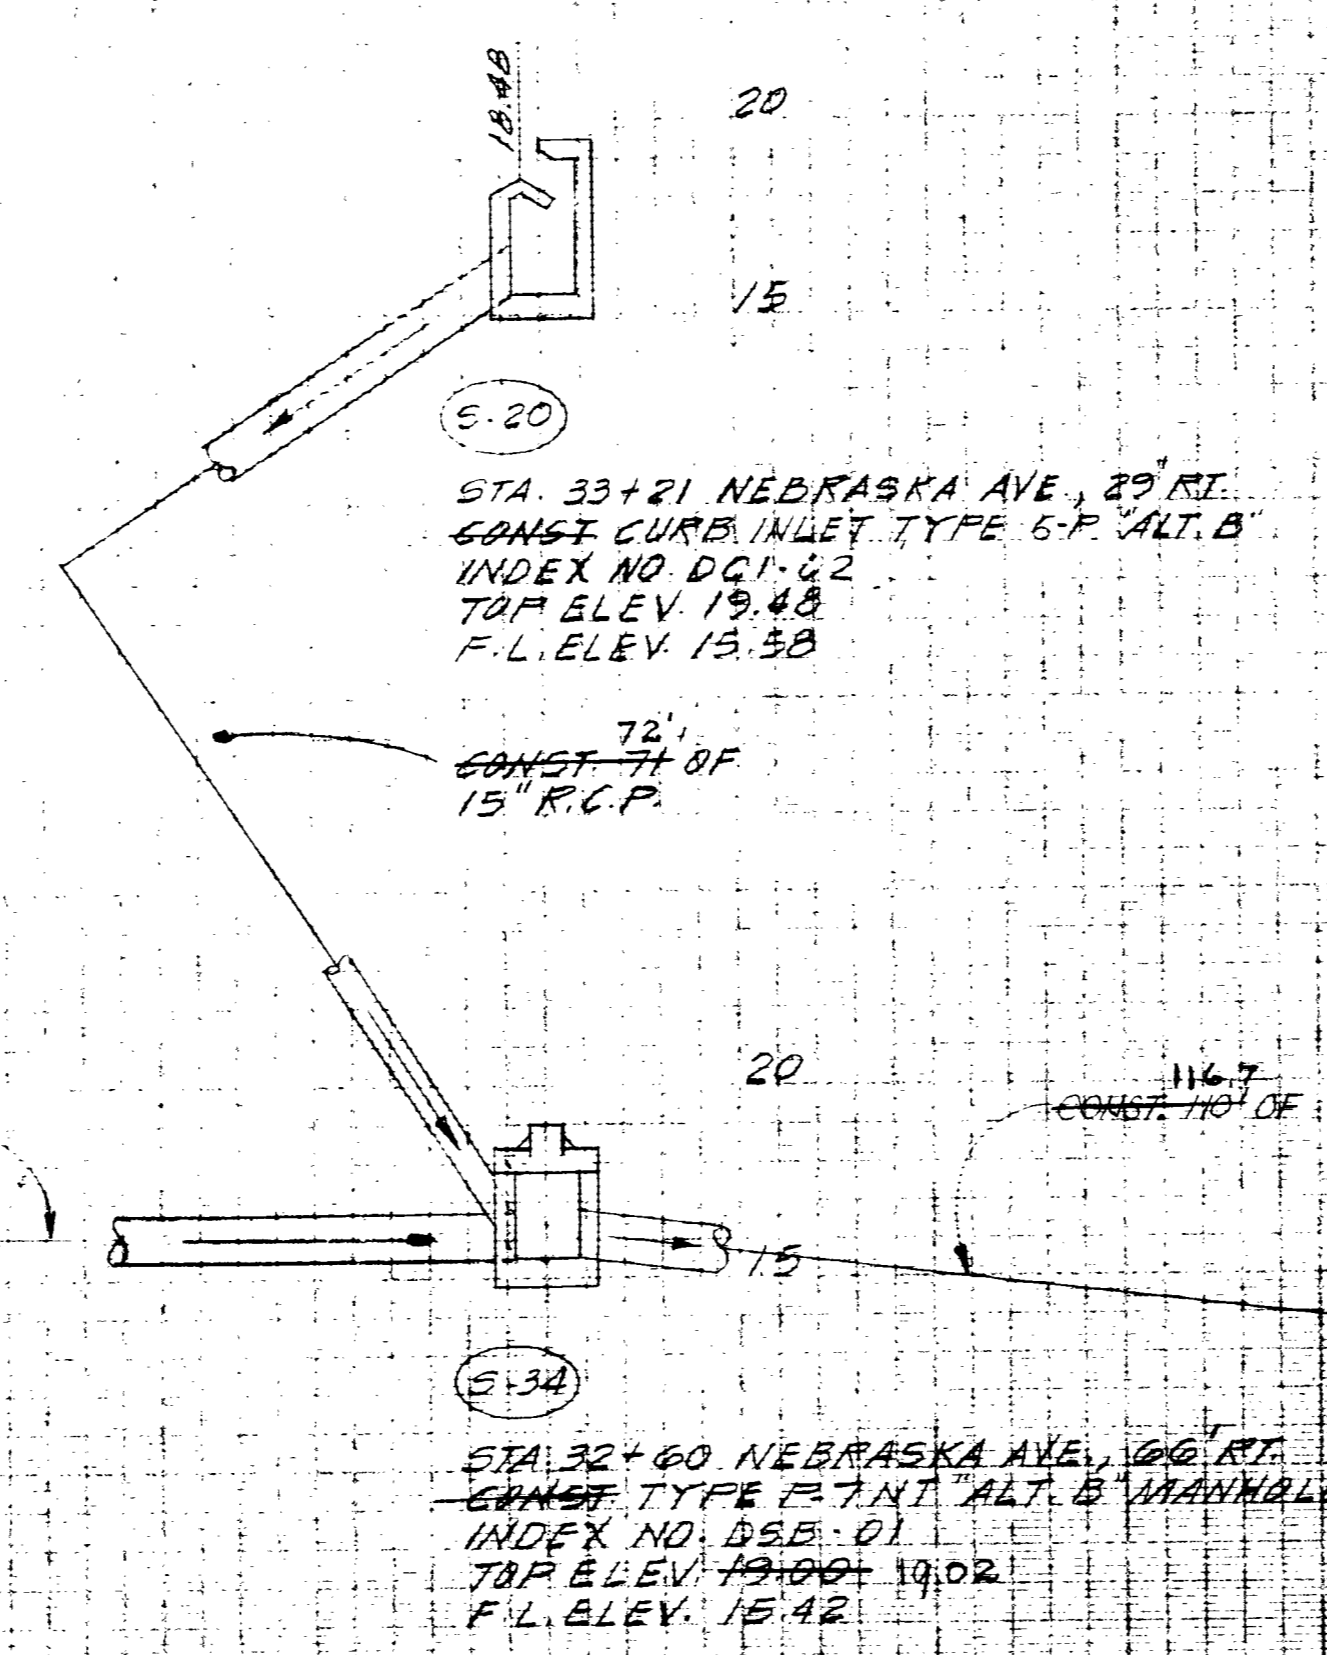 18.48
20
15
S-20
STA. 33+21 NEBRASKA AVE., 29' RT.
CONST CURB INLET TYPE 5-P "ALT. B"
INDEX NO. DCI-
TOP ELEV. 19.48
F.L. ELEV. 15.58
72'
CONST. 71 OF
15" R.C.P.
20
116.7
CONST. 110' OF
15
S-34
STA 32+60 NEBRASKA AVE., 66' RT.
CONST TYPE P-7 NT "ALT. B" MANHOL
INDEX NO. DSB-01
TOP ELEV. 19.00 19.02
F.L. ELEV. 15.42